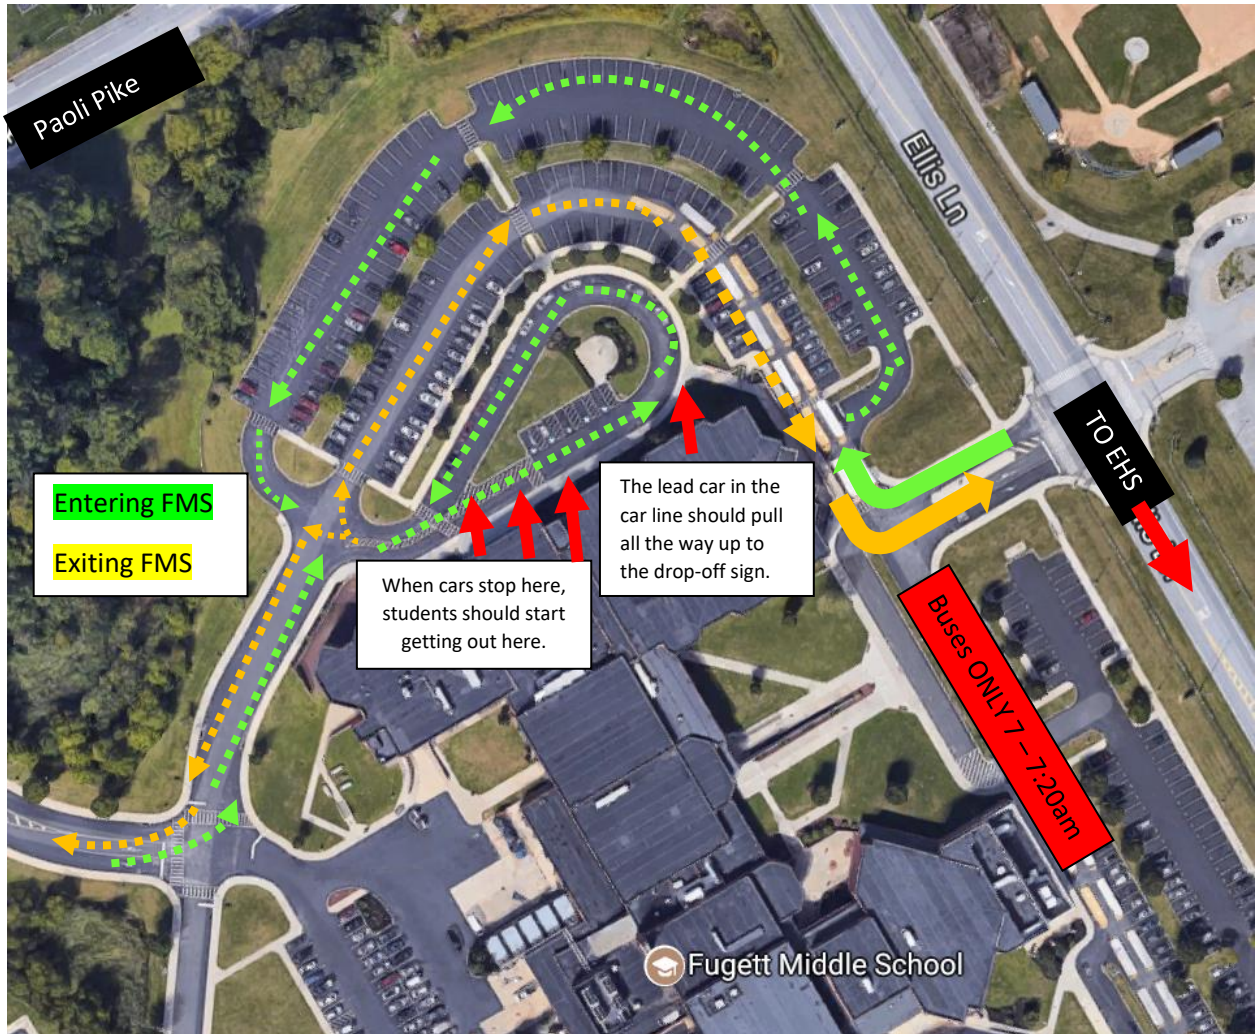 Paoli Pike
Ellis Ln
TO EHS
Entering FMS
Exiting FMS
The lead car in the
car line should pull
all the way up to
the drop-off sign.
When cars stop here,
students should start
getting out here.
Buses ONLY 7 – 7:20am
Fugett Middle School